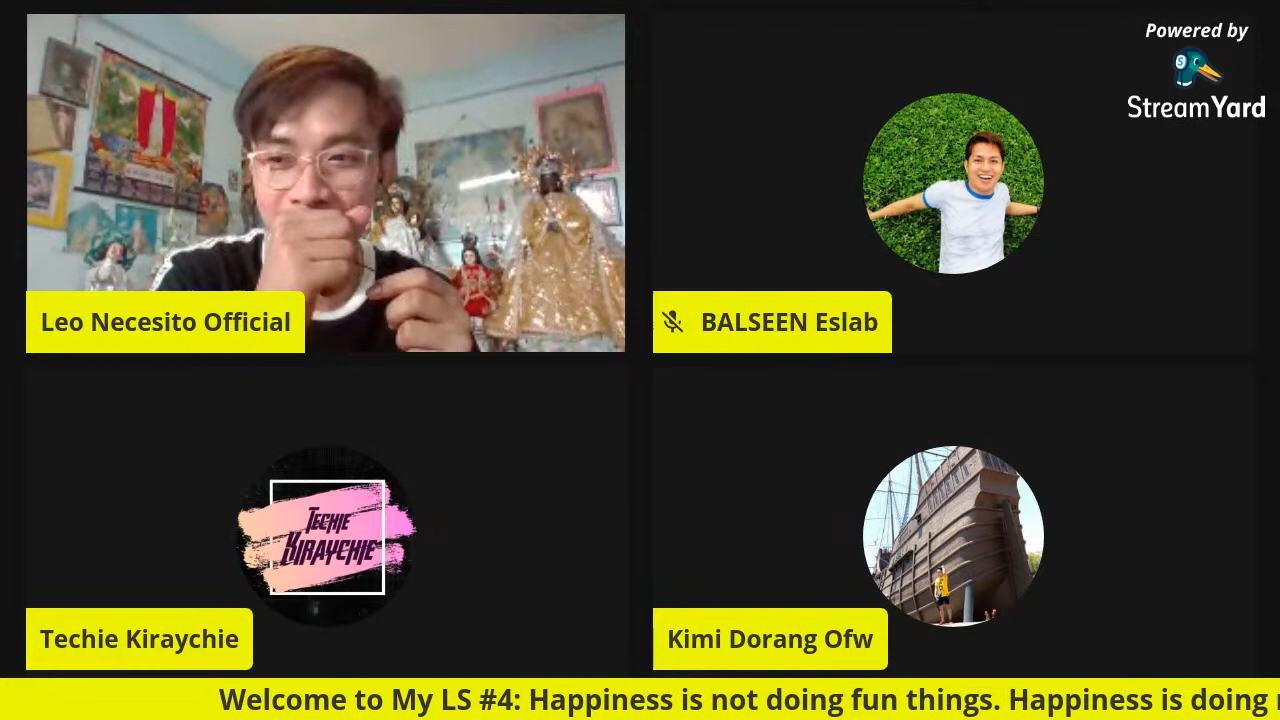 Powered by
StreamYard
Leo Necesito Official
BALSEEN Eslab
TECHIE
KIRAYCHIE
Techie Kiraychie
Kimi Dorang Ofw
Welcome to My LS #4: Happiness is not doing fun things. Happiness is doing